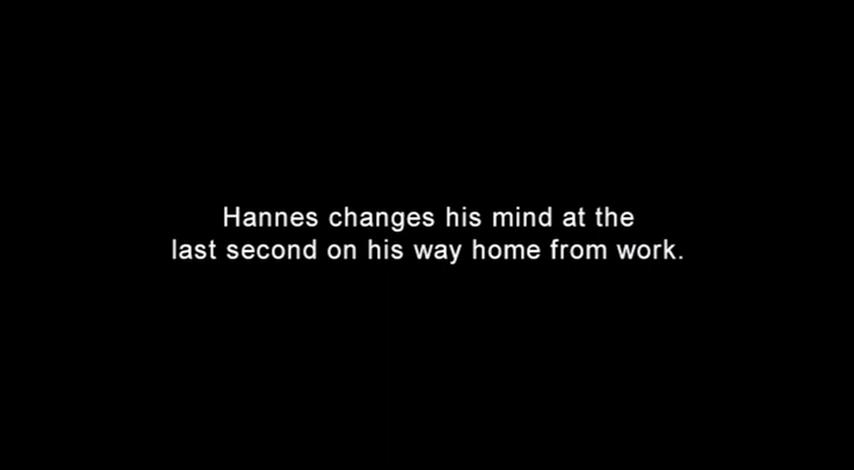 Hannes changes his mind at the
last second on his way home from work.